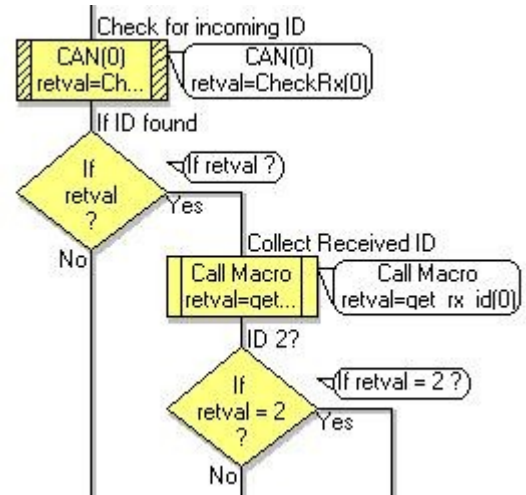 Check for incoming ID
CAN(0)
retval=Ch...
CAN(0)
retval=CheckRx(0)
If ID found
If
retval
?
If retval ?
Yes
No
Collect Received ID
Call Macro
retval=get...
Call Macro
retval=get_rx_id(0)
ID 2?
If
retval = 2
?
If retval = 2 ?
Yes
No